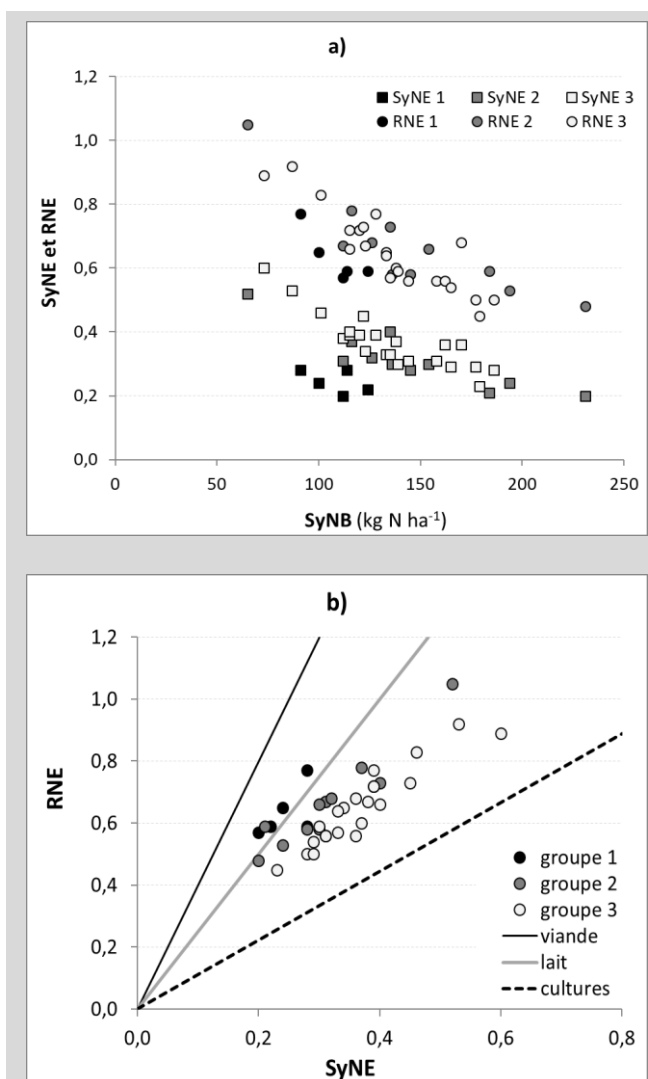 a)
SyNE et RNE
1,2
1,0
0,8
0,6
0,4
0,2
0,0
SyNE 1 SyNE 2 SyNE 3
RNE 1 RNE 2 RNE 3
0 50 100 150 200 250
SyNB (kg N ha⁻¹)
b)
RNE
1,2
1,0
0,8
0,6
0,4
0,2
0,0
groupe 1
groupe 2
groupe 3
viande
lait
cultures
0,0 0,2 0,4 0,6 0,8
SyNE